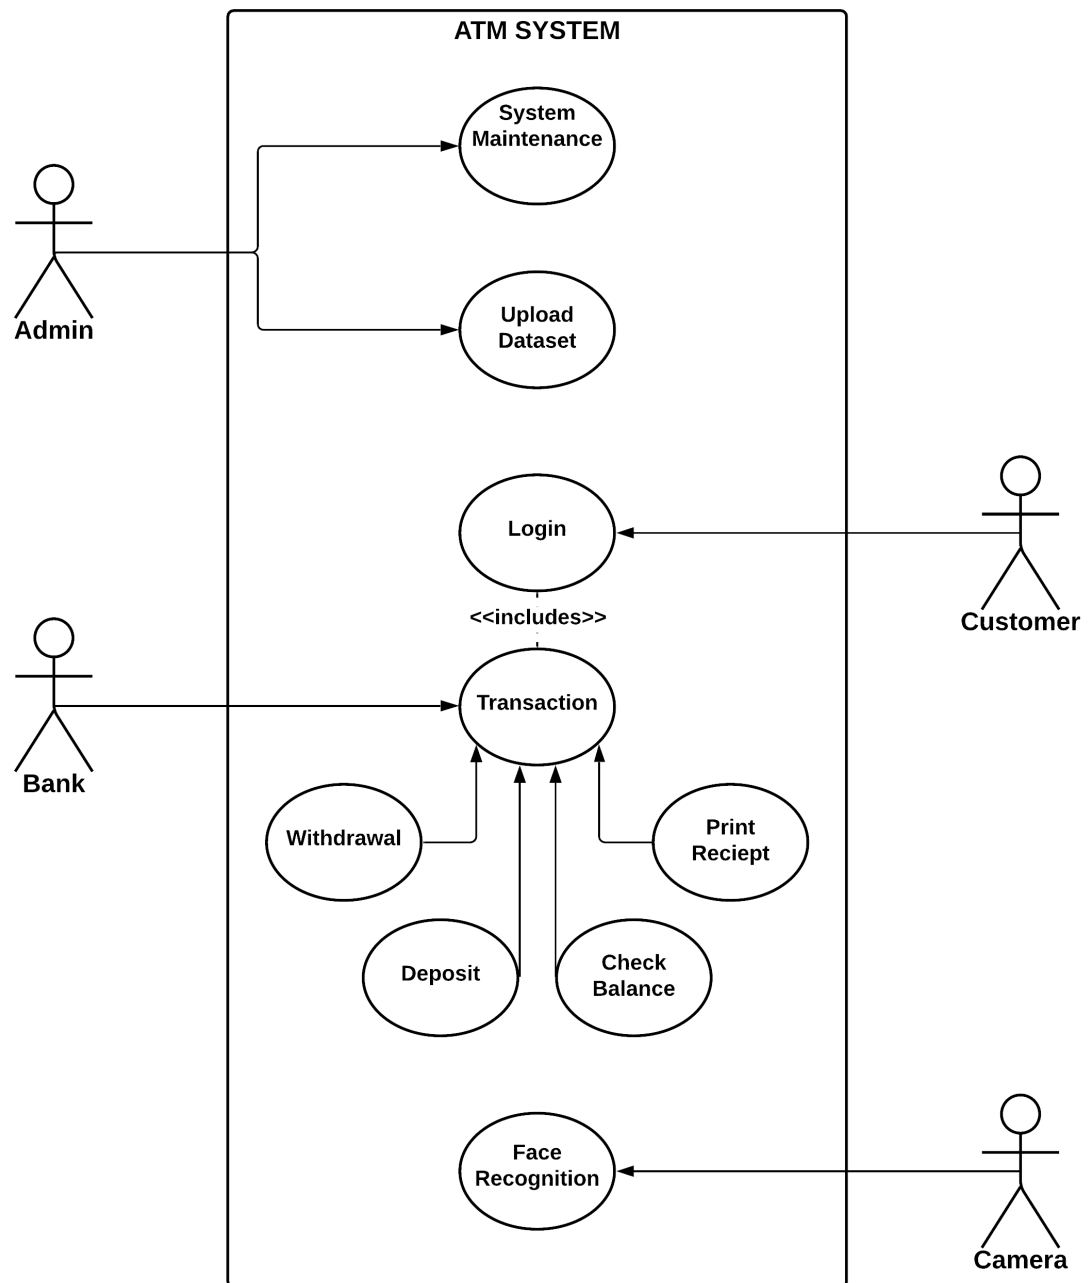 ATM SYSTEM
System
Maintenance
Admin
Upload
Dataset
Login
Customer
<<includes>>
Transaction
Bank
Withdrawal
Print
Reciept
Deposit
Check
Balance
Face
Recognition
Camera